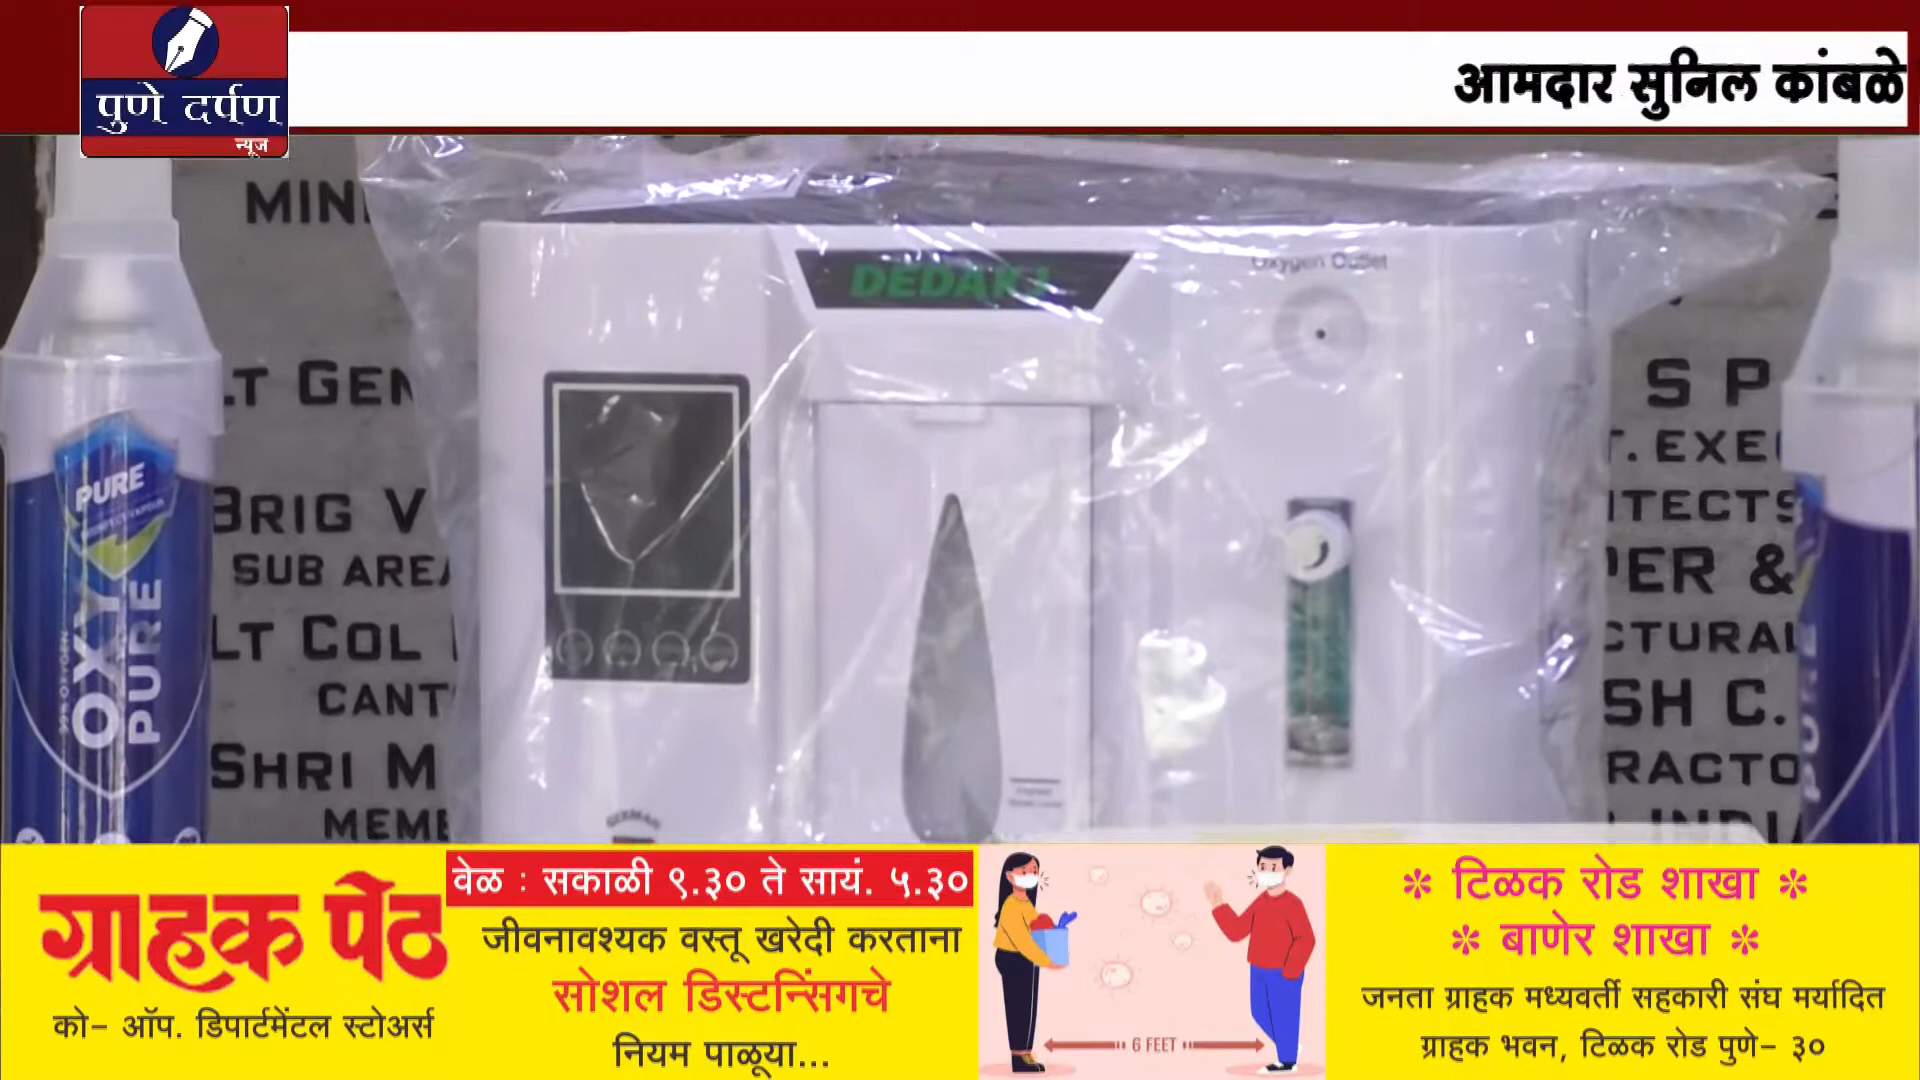 पुणे दर्पण
न्यूज
आमदार सुनिल कांबळे
MIN
LT GEN
BRIG V
SUB AREA
LT COL
CANT
SHRI M
MEME
DEDAKJ
Oxygen Outlet
GERMAN
PURE
OXY
PURE
S P
T. EXE
ITECTS
PER &
CTURAL
SH C.
RACTO
INDIA
ग्राहक पेठ
को- ऑप. डिपार्टमेंटल स्टोअर्स
वेळ : सकाळी ९.३० ते सायं. ५.३०
जीवनावश्यक वस्तू खरेदी करताना
सोशल डिस्टन्सिंगचे
नियम पाळूया...
6 FEET
* टिळक रोड शाखा *
* बाणेर शाखा *
जनता ग्राहक मध्यवर्ती सहकारी संघ मर्यादित
ग्राहक भवन, टिळक रोड पुणे- ३०